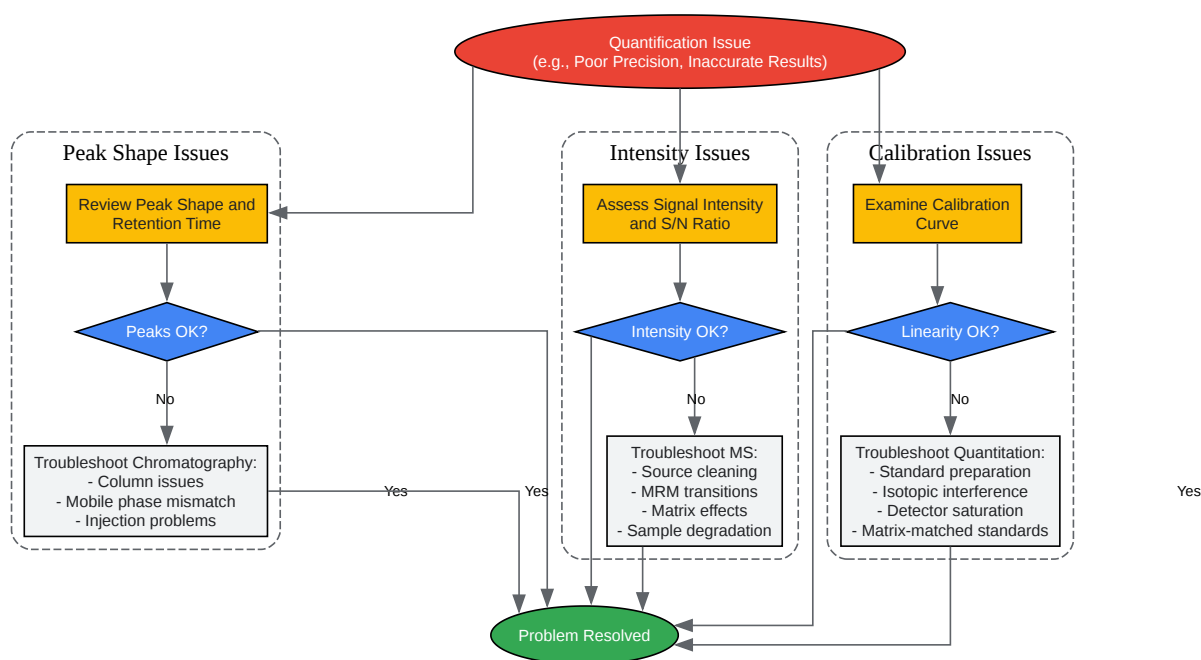 Quantification Issue
(e.g., Poor Precision, Inaccurate Results)
Peak Shape Issues
Review Peak Shape and
Retention Time
Peaks OK?
No
Troubleshoot Chromatography:
- Column issues
- Mobile phase mismatch
- Injection problems
Yes
Yes
Intensity Issues
Assess Signal Intensity
and S/N Ratio
Intensity OK?
No
Troubleshoot MS:
- Source cleaning
- MRM transitions
- Matrix effects
- Sample degradation
Calibration Issues
Examine Calibration
Curve
Linearity OK?
No
Troubleshoot Quantitation:
- Standard preparation
- Isotopic interference
- Detector saturation
- Matrix-matched standards
Yes
Problem Resolved